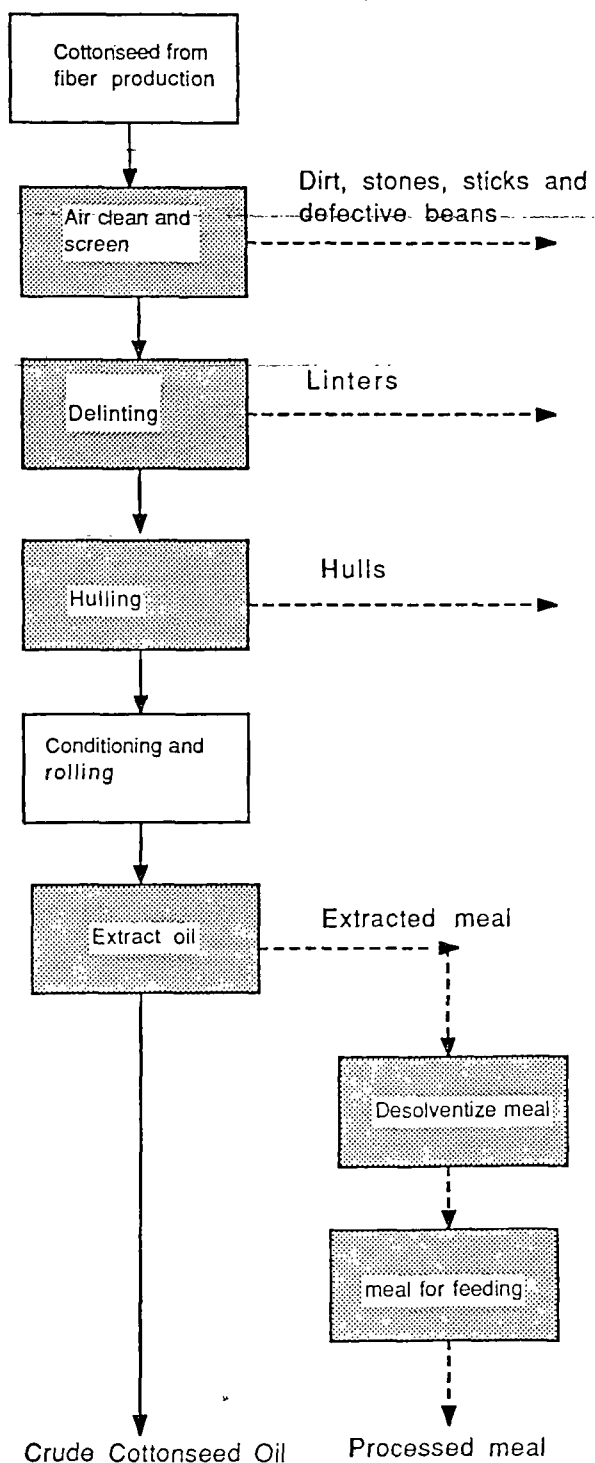 Cottonseed from
fiber production
Dirt, stones, sticks and
defective beans
Air clean and
screen
Linters
Delinting
Hulls
Hulling
Conditioning and
rolling
Extracted meal
Extract oil
Desolventize meal
meal for feeding
Crude Cottonseed Oil
Processed meal